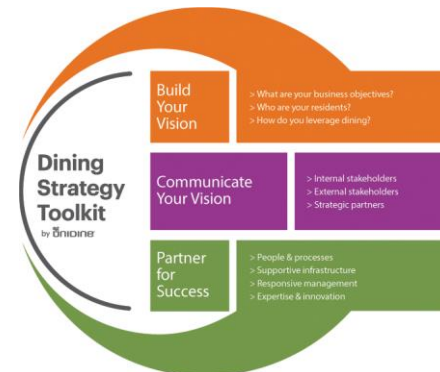 Dining
Strategy
Toolkit
by ŌNIDINE
Build
Your
Vision
> What are your business objectives?
> Who are your residents?
> How do you leverage dining?
Communicate
Your Vision
> Internal stakeholders
> External stakeholders
> Strategic partners
Partner
for
Success
> People & processes
> Supportive infrastructure
> Responsive management
> Expertise & innovation